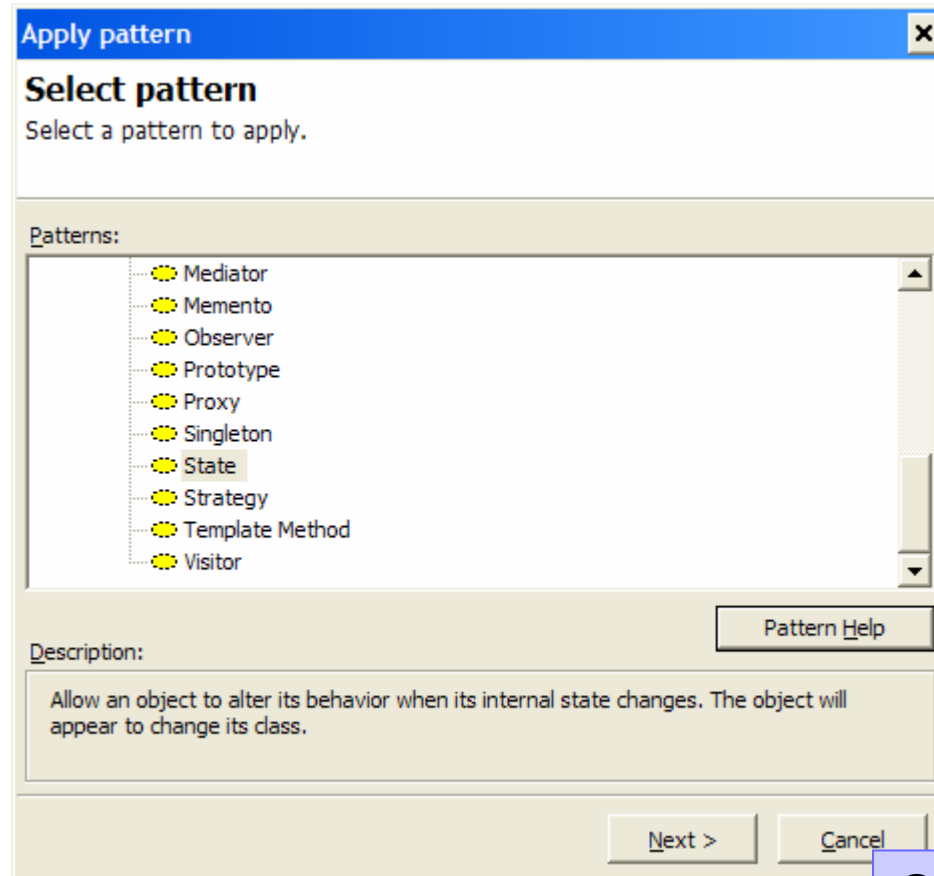 Apply pattern
Select pattern
Select a pattern to apply.
Patterns:
Mediator
Memento
Observer
Prototype
Proxy
Singleton
State
Strategy
Template Method
Visitor
Pattern Help
Description:
Allow an object to alter its behavior when its internal state changes. The object will
appear to change its class.
Next >
Cancel